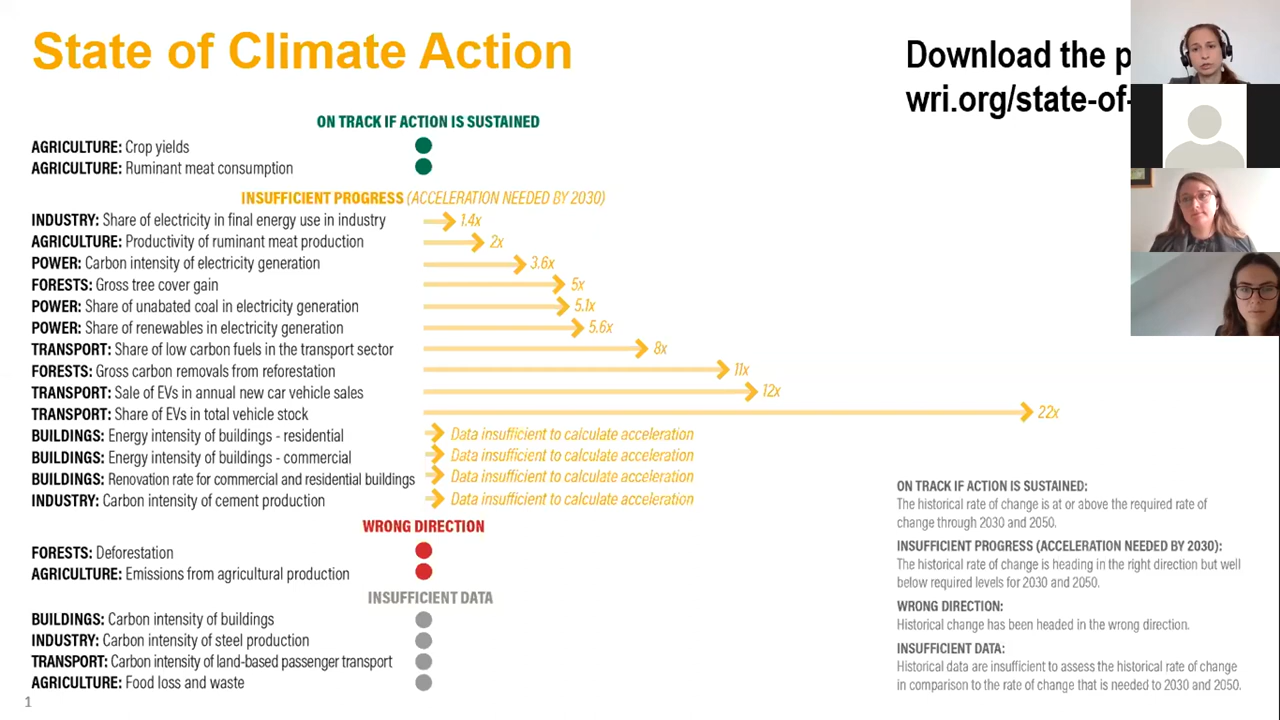 State of Climate Action
Download the p
wri.org/state-of-
ON TRACK IF ACTION IS SUSTAINED
AGRICULTURE: Crop yields
AGRICULTURE: Ruminant meat consumption
INSUFFICIENT PROGRESS (ACCELERATION NEEDED BY 2030)
INDUSTRY: Share of electricity in final energy use in industry 1.4x
AGRICULTURE: Productivity of ruminant meat production 2x
POWER: Carbon intensity of electricity generation 3.6x
FORESTS: Gross tree cover gain 5x
POWER: Share of unabated coal in electricity generation 5.1x
POWER: Share of renewables in electricity generation 5.6x
TRANSPORT: Share of low carbon fuels in the transport sector 8x
FORESTS: Gross carbon removals from reforestation 11x
TRANSPORT: Sale of EVs in annual new car vehicle sales 12x
TRANSPORT: Share of EVs in total vehicle stock 22x
BUILDINGS: Energy intensity of buildings - residential Data insufficient to calculate acceleration
BUILDINGS: Energy intensity of buildings - commercial Data insufficient to calculate acceleration
BUILDINGS: Renovation rate for commercial and residential buildings Data insufficient to calculate acceleration
INDUSTRY: Carbon intensity of cement production Data insufficient to calculate acceleration
WRONG DIRECTION
FORESTS: Deforestation
AGRICULTURE: Emissions from agricultural production
INSUFFICIENT DATA
BUILDINGS: Carbon intensity of buildings
INDUSTRY: Carbon intensity of steel production
TRANSPORT: Carbon intensity of land-based passenger transport
AGRICULTURE: Food loss and waste
ON TRACK IF ACTION IS SUSTAINED:
The historical rate of change is at or above the required rate of
change through 2030 and 2050.
INSUFFICIENT PROGRESS (ACCELERATION NEEDED BY 2030):
The historical rate of change is heading in the right direction but well
below required levels for 2030 and 2050.
WRONG DIRECTION:
Historical change has been headed in the wrong direction.
INSUFFICIENT DATA:
Historical data are insufficient to assess the historical rate of change
in comparison to the rate of change that is needed to 2030 and 2050.
1